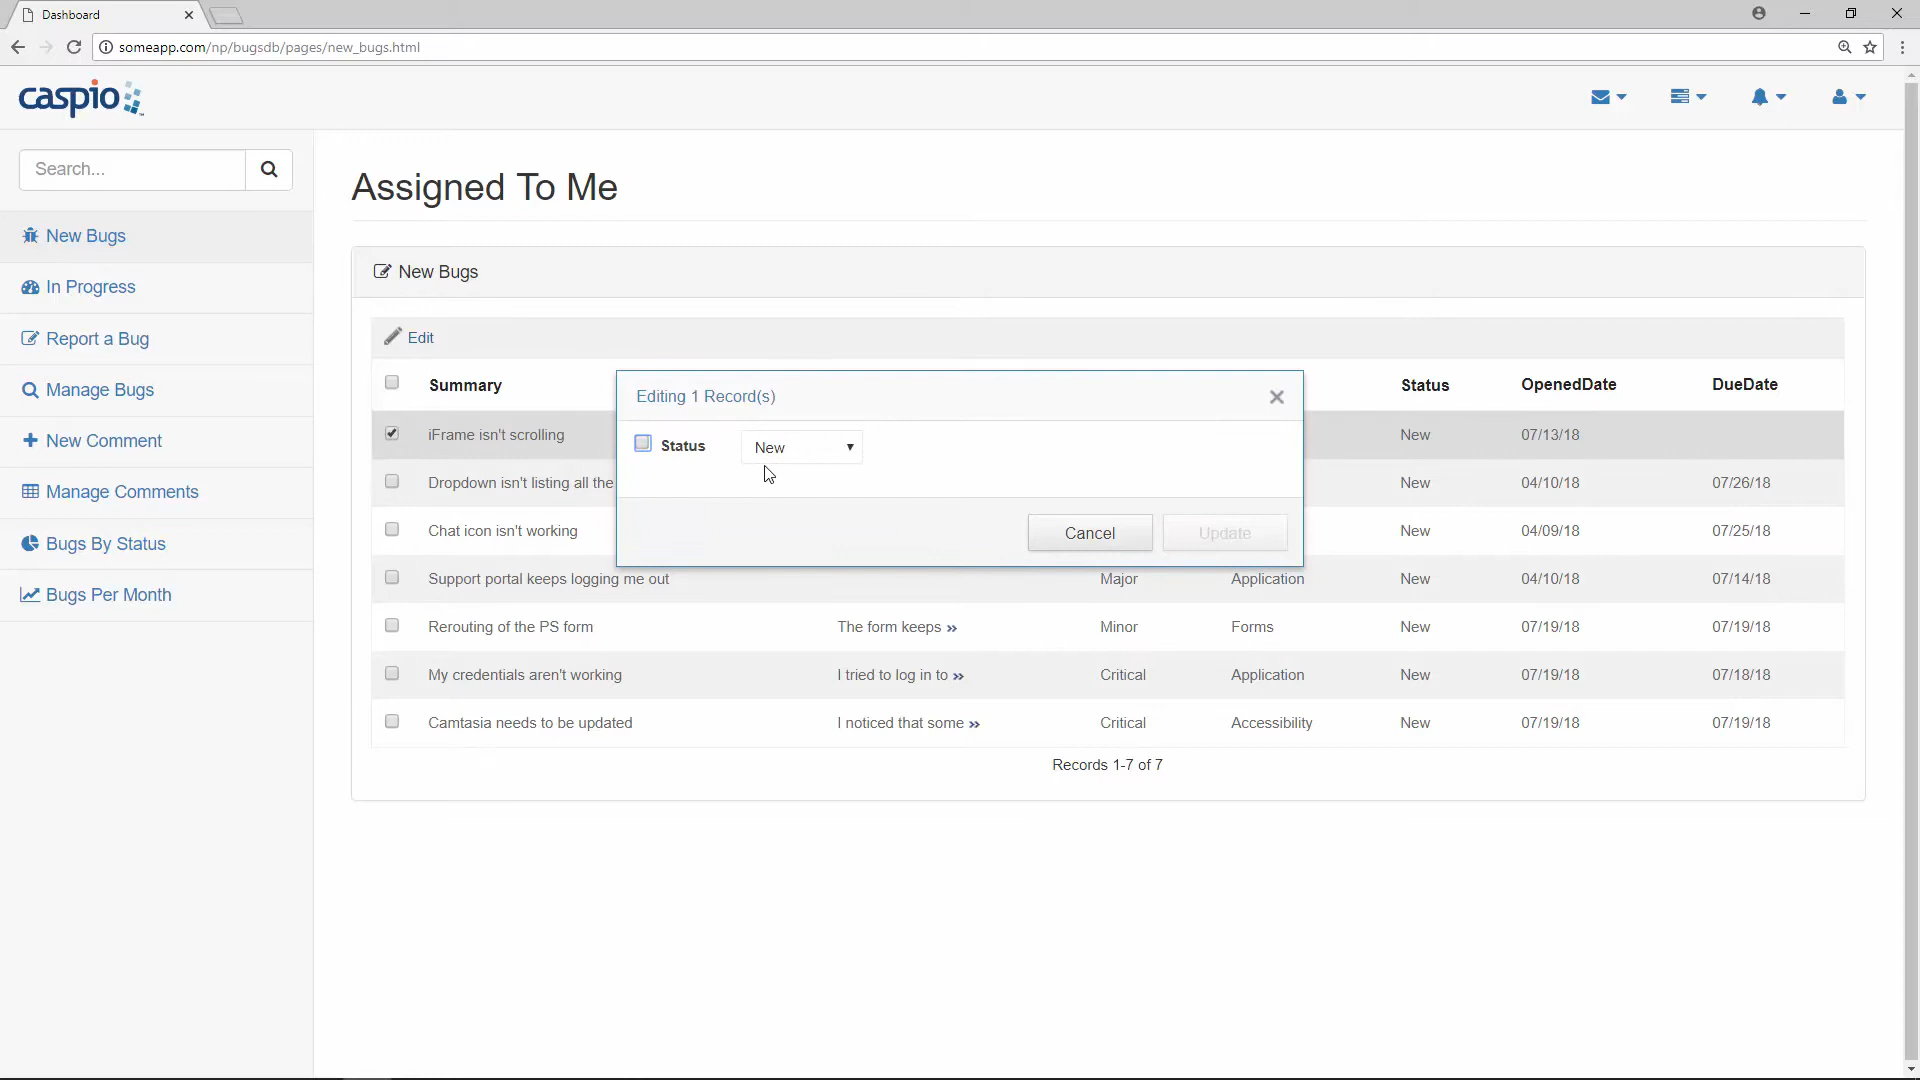 Dashboard
someapp.com/np/bugsdb/pages/new_bugs.html
caspio
Search...
New Bugs
In Progress
Report a Bug
Manage Bugs
New Comment
Manage Comments
Bugs By Status
Bugs Per Month
Assigned To Me
New Bugs
Edit
Summary Status OpenedDate DueDate
iFrame isn't scrolling New 07/13/18
Dropdown isn't listing all the New 04/10/18 07/26/18
Chat icon isn't working New 04/09/18 07/25/18
Support portal keeps logging me out Major Application New 04/10/18 07/14/18
Rerouting of the PS form The form keeps » Minor Forms New 07/19/18 07/19/18
My credentials aren't working I tried to log in to » Critical Application New 07/19/18 07/18/18
Camtasia needs to be updated I noticed that some » Critical Accessibility New 07/19/18 07/19/18
Records 1-7 of 7
Editing 1 Record(s)
Status New
Cancel Update